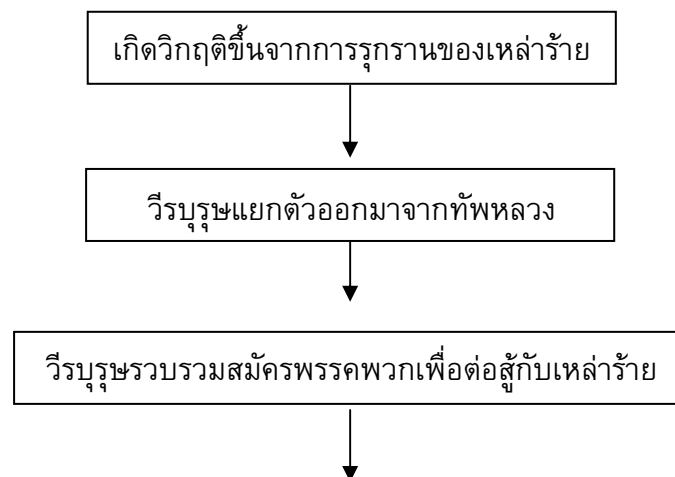 เกิดวิกฤติขึ้นจากการรุกรานของเหล่าร้าย
วีรบุรุษแยกตัวออกมาจากทัพหลวง
วีรบุรุษรวบรวมสมัครพรรคพวกเพื่อต่อสู้กับเหล่าร้าย